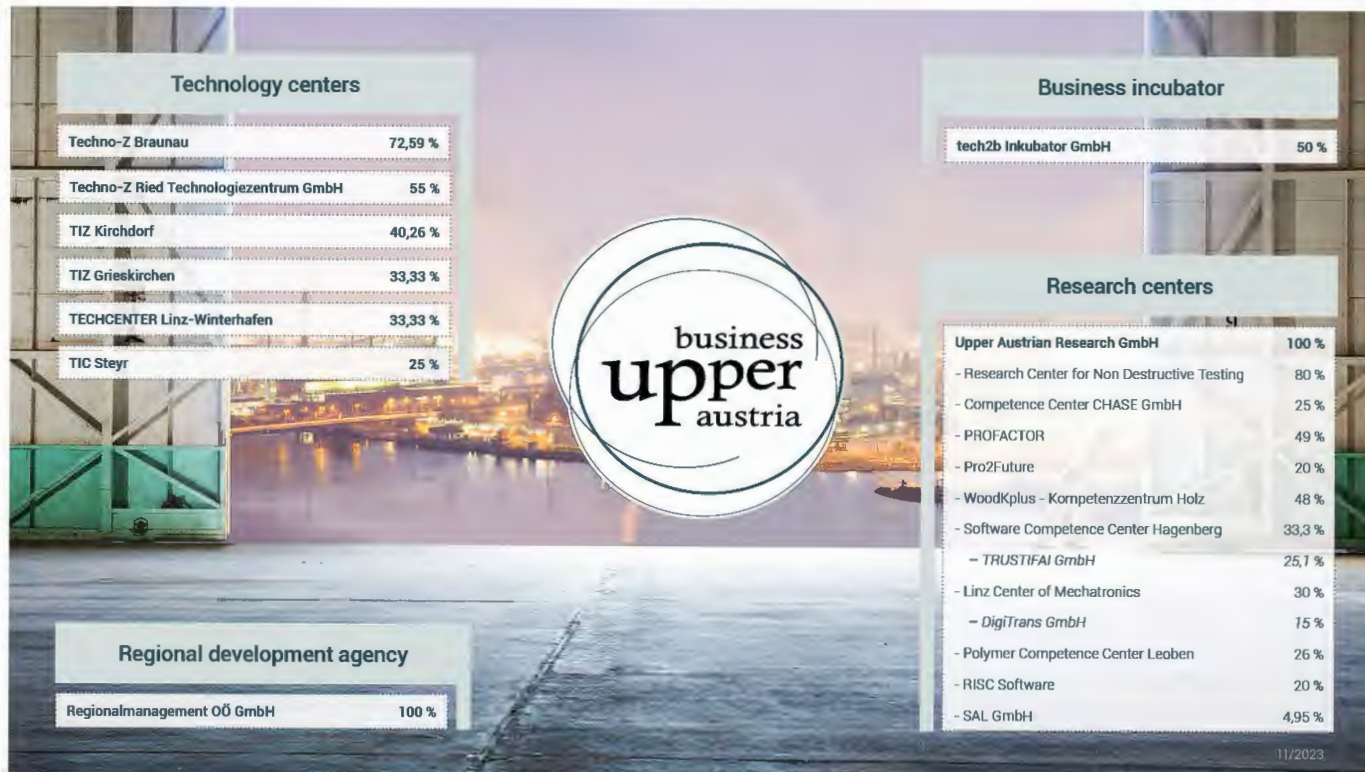 Technology centers
Techno-Z Braunau 72,59 %
Techno-Z Ried Technologiezentrum GmbH 55 %
TIZ Kirchdorf 40,26 %
TIZ Grieskirchen 33,33 %
TECHCENTER Linz-Winterhafen 33,33 %
TIC Steyr 25 %
Regional development agency
Regionalmanagement OÖ GmbH 100 %
business
upper
austria
Business incubator
tech2b Inkubator GmbH 50 %
Research centers
9
Upper Austrian Research GmbH 100 %
- Research Center for Non Destructive Testing 80 %
- Competence Center CHASE GmbH 25 %
- PROFACTOR 49 %
- Pro2Future 20 %
- WoodKplus - Kompetenzzentrum Holz 48 %
- Software Competence Center Hagenberg 33,3 %
– TRUSTIFAI GmbH 25,1 %
- Linz Center of Mechatronics 30 %
– DigiTrans GmbH 15 %
- Polymer Competence Center Leoben 26 %
- RISC Software 20 %
- SAL GmbH 4,95 %
11/2023